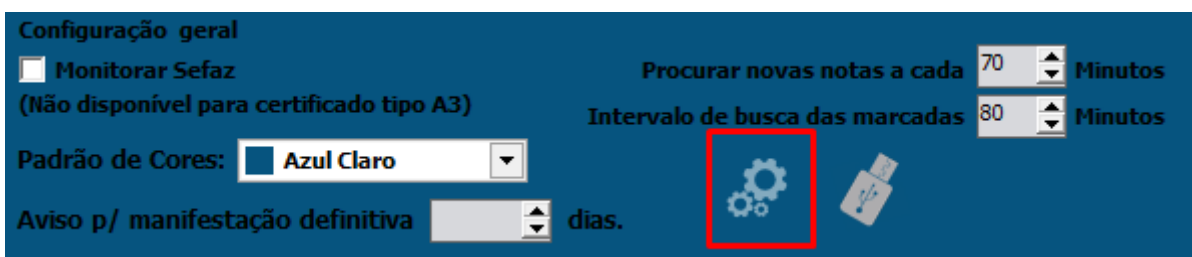 Configuração geral
Monitorar Sefaz
Procurar novas notas a cada 70 Minutos
(Não disponível para certificado tipo A3)
Intervalo de busca das marcadas 80 Minutos
Padrão de Cores: Azul Claro
Aviso p/ manifestação definitiva dias.